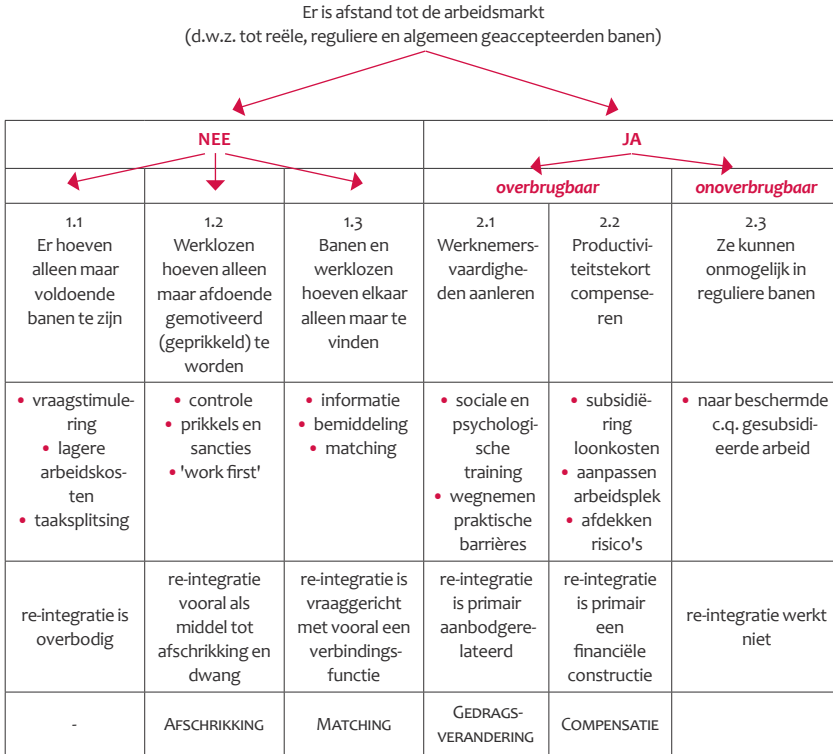 Er is afstand tot de arbeidsmarkt
(d.w.z. tot reële, reguliere en algemeen geaccepteerden banen)
NEE
JA
overbrugbaar
onoverbrugbaar
1.1
Er hoeven
alleen maar
voldoende
banen te zijn
1.2
Werklozen
hoeven alleen
maar afdoende
gemotiveerd
(geprikkeld) te
worden
1.3
Banen en
werklozen
hoeven elkaar
alleen maar te
vinden
2.1
Werknemers-
vaardighe-
den aanleren
2.2
Productivi-
teitstekort
compense-
ren
2.3
Ze kunnen
onmogelijk in
reguliere banen
• vraagstimule-
ring
• lagere
arbeidskos-
ten
• taaksplitsing
• controle
• prikkels en
sancties
• 'work first'
• informatie
• bemiddeling
• matching
• sociale en
psychologi-
sche
training
• wegnemen
praktische
barrières
• subsidië-
ring
loonkosten
• aanpassen
arbeidsplek
• afdekken
risico's
• naar beschermde
c.q. gesubsidi-
eerde arbeid
re-integratie is
overbodig
re-integratie
vooral als
middel tot
afschrikking en
dwang
re-integratie is
vraaggericht
met vooral een
verbindings-
functie
re-integratie
is primair
aanbodgere-
lateerd
re-integratie
is primair
een
financiële
constructie
re-integratie werkt
niet
-
AFSCHRIKKING
MATCHING
GEDRAGS-
VERANDERING
COMPENSATIE